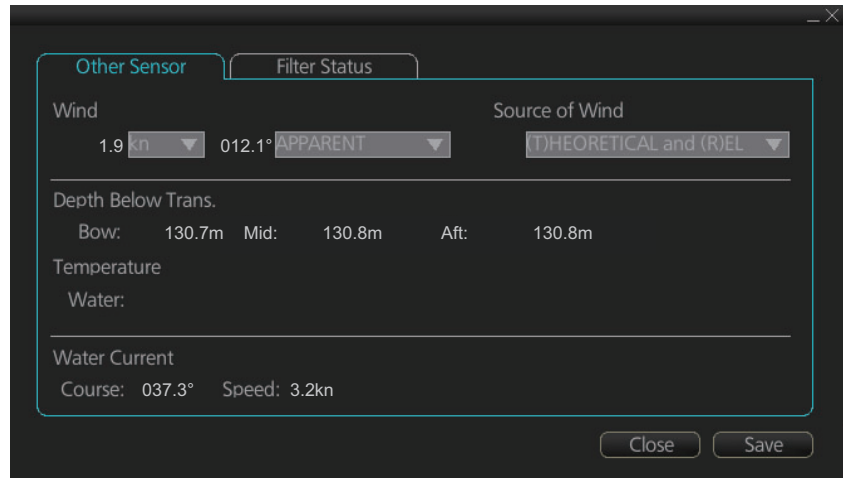 Other Sensor Filter Status
Wind Source of Wind
1.9 kn 012.1° APPARENT (T)HEORETICAL and (R)EL
Depth Below Trans.
Bow: 130.7m Mid: 130.8m Aft: 130.8m
Temperature
Water:
Water Current
Course: 037.3° Speed: 3.2kn
Close Save